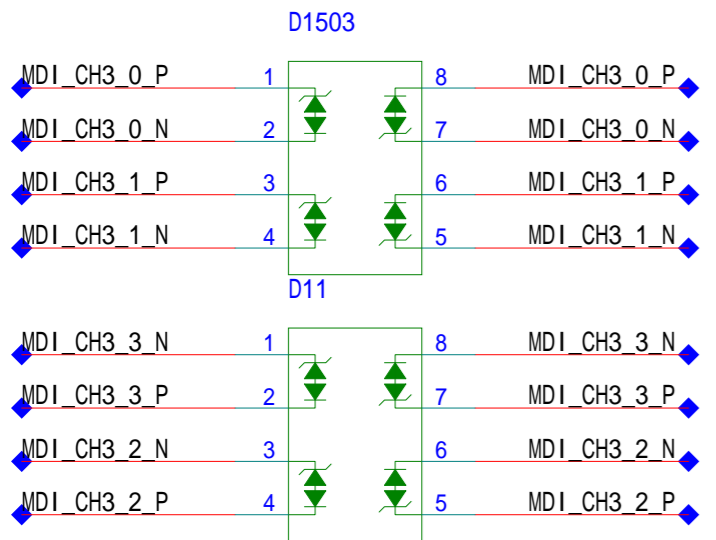 D1503
MDI_CH3_0_P 1 8 MDI_CH3_0_P
MDI_CH3_0_N 2 7 MDI_CH3_0_N
MDI_CH3_1_P 3 6 MDI_CH3_1_P
MDI_CH3_1_N 4 5 MDI_CH3_1_N
D11
MDI_CH3_3_N 1 8 MDI_CH3_3_N
MDI_CH3_3_P 2 7 MDI_CH3_3_P
MDI_CH3_2_N 3 6 MDI_CH3_2_N
MDI_CH3_2_P 4 5 MDI_CH3_2_P